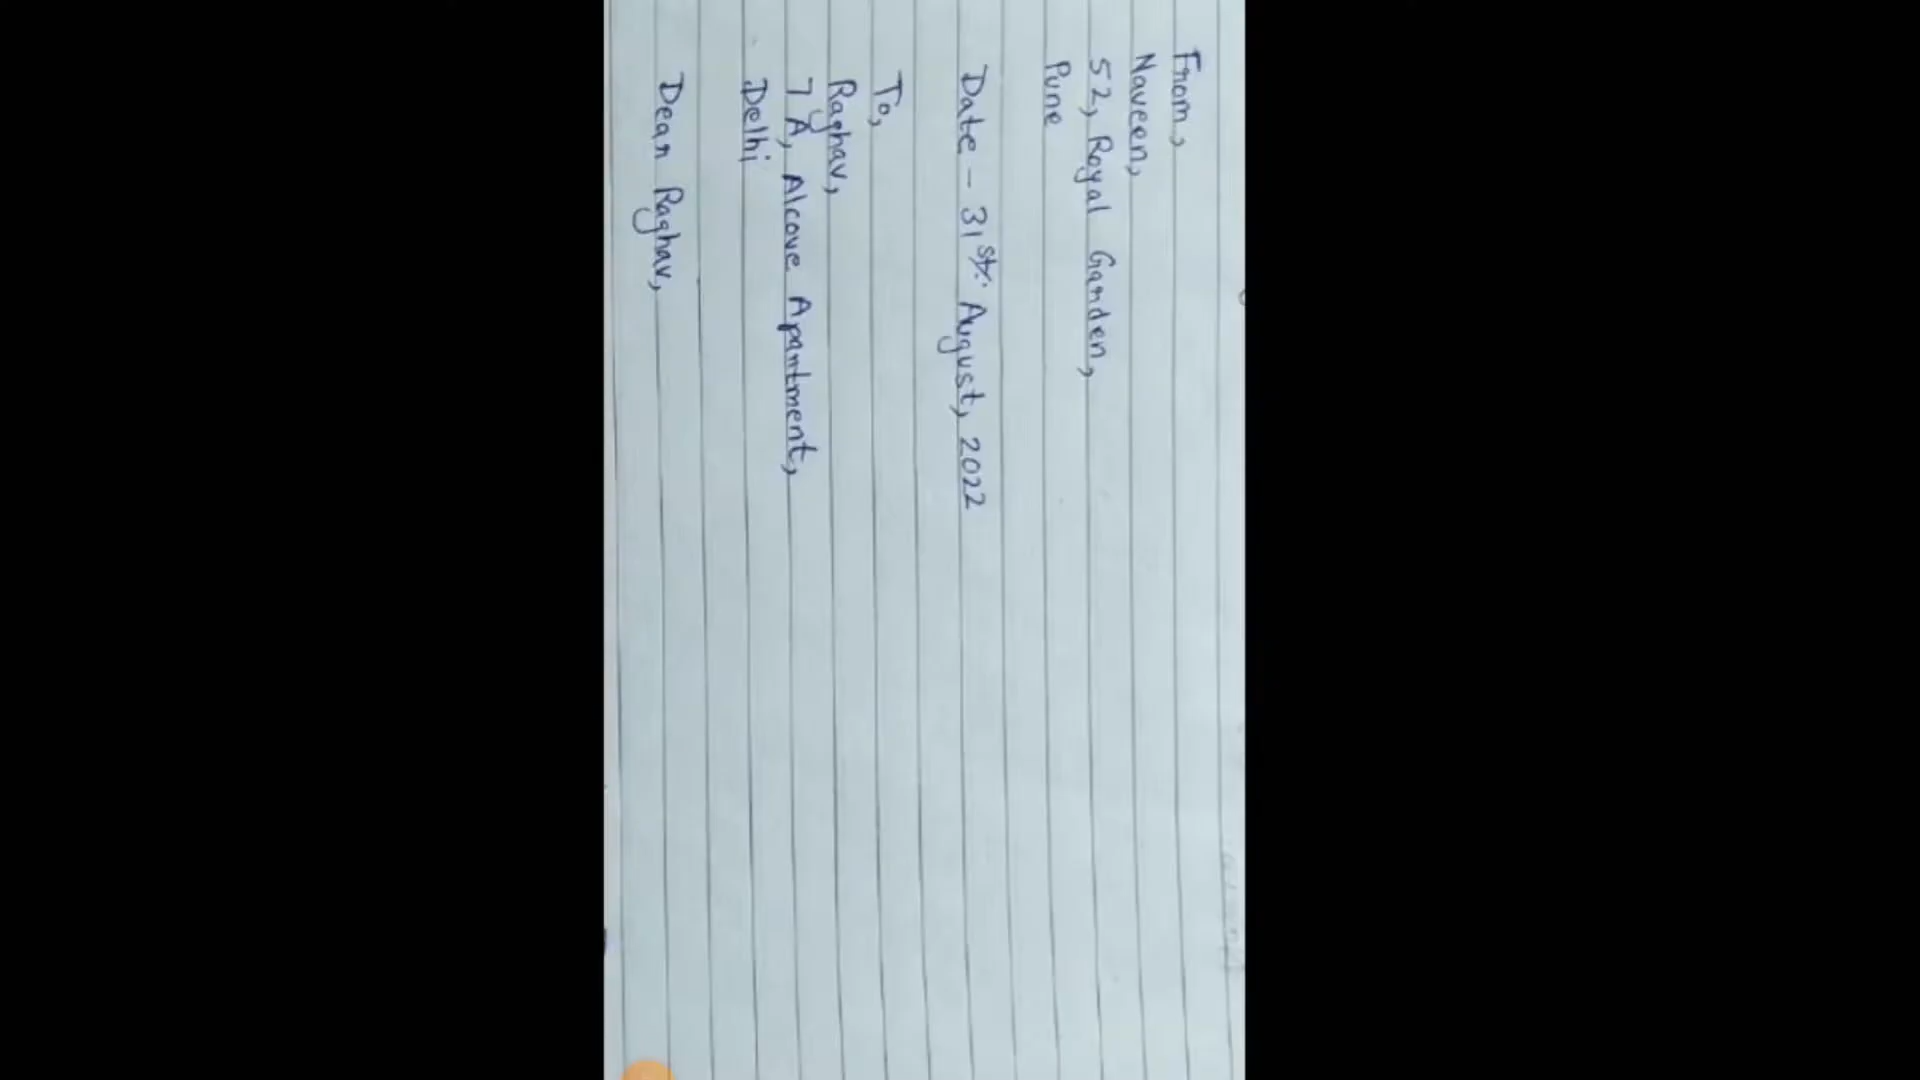 From,
Naveen,
52, Royal Garden,
Pune
Date - 31st August, 2022
To,
Raghav,
7 A, Alcove Apartment,
Delhi
Dear Raghav,